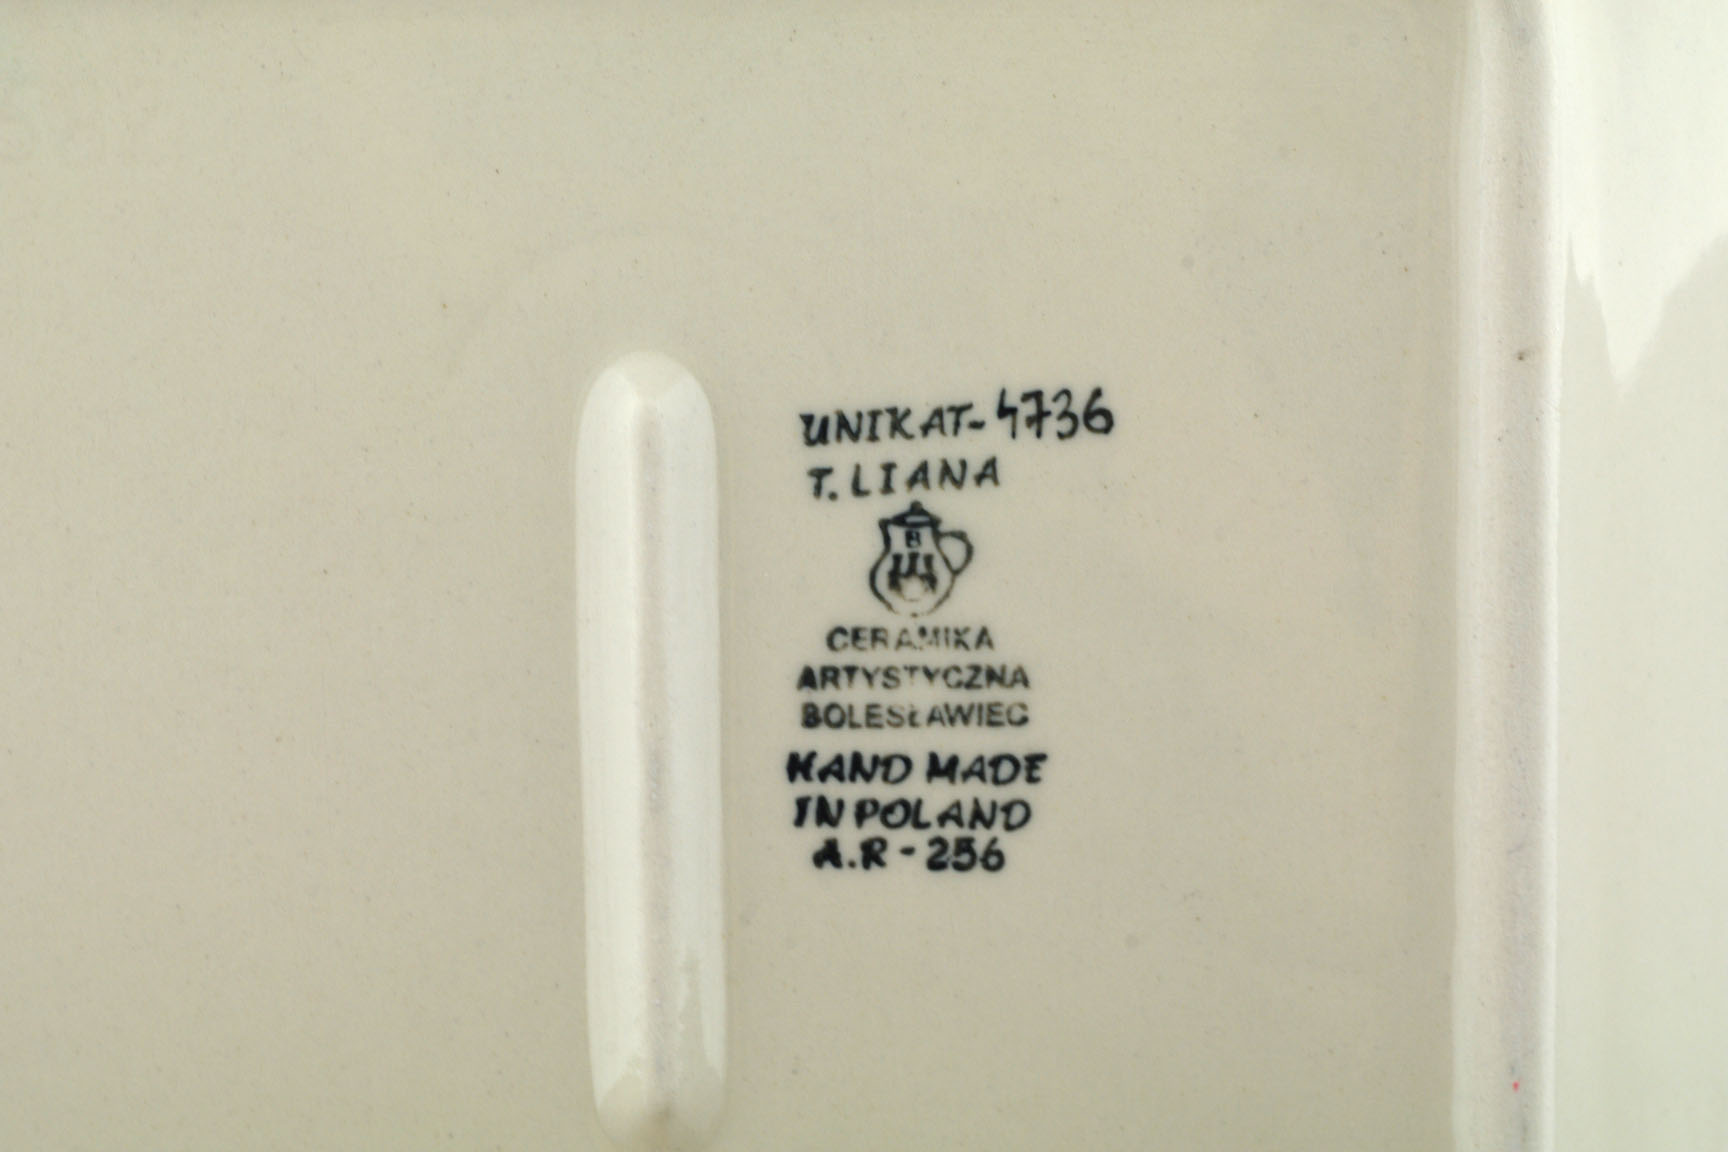 UNIKAT-4736
T. LIANA
B
CERAMIKA
ARTYSTYCZNA
BOLESŁAWIEC
HAND MADE
IN POLAND
A.R-256